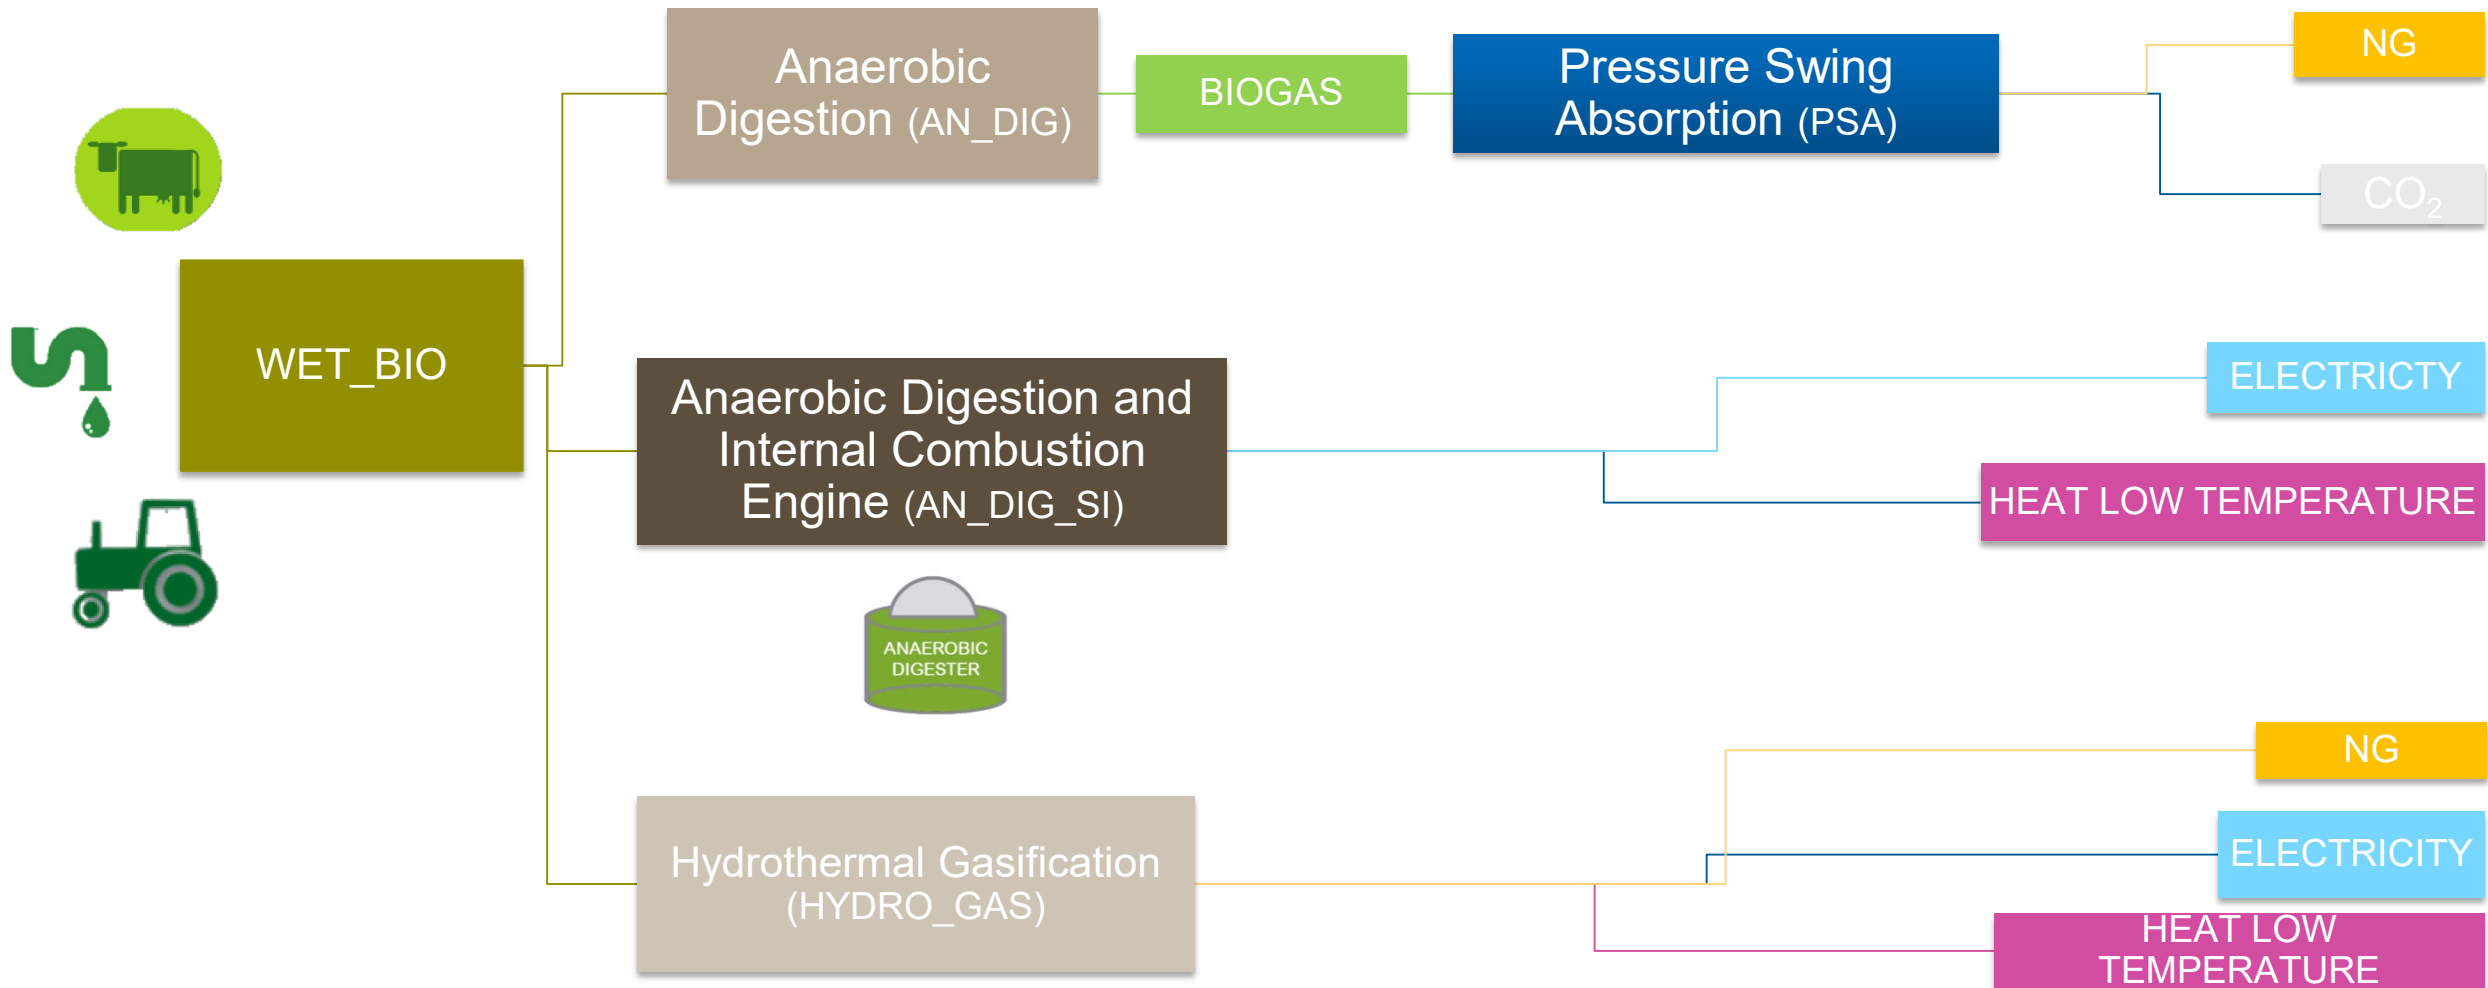 Anaerobic
Digestion (AN_DIG)
BIOGAS
Pressure Swing
Absorption (PSA)
NG
CO₂
WET_BIO
Anaerobic Digestion and
Internal Combustion
Engine (AN_DIG_SI)
ELECTRICTY
HEAT LOW TEMPERATURE
ANAEROBIC
DIGESTER
Hydrothermal Gasification
(HYDRO_GAS)
NG
ELECTRICITY
HEAT LOW
TEMPERATURE